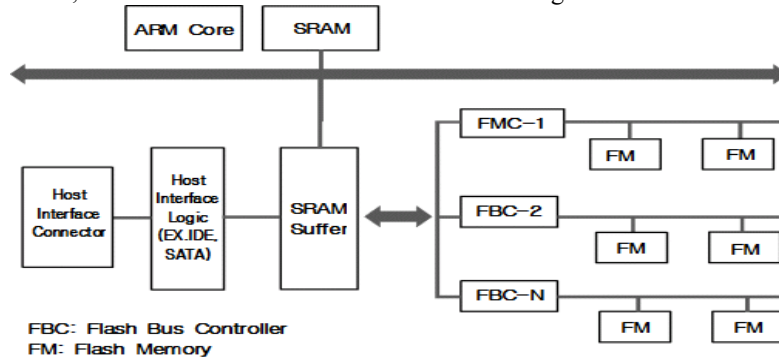 ARM Core
SRAM
FMC-1
FM
FM
Host
Interface
Connector
Host
Interface
Logic
(EX.IDE,
SATA)
SRAM
Suffer
FBC-2
FM
FM
FBC-N
FM
FM
FBC: Flash Bus Controller
FM: Flash Memory